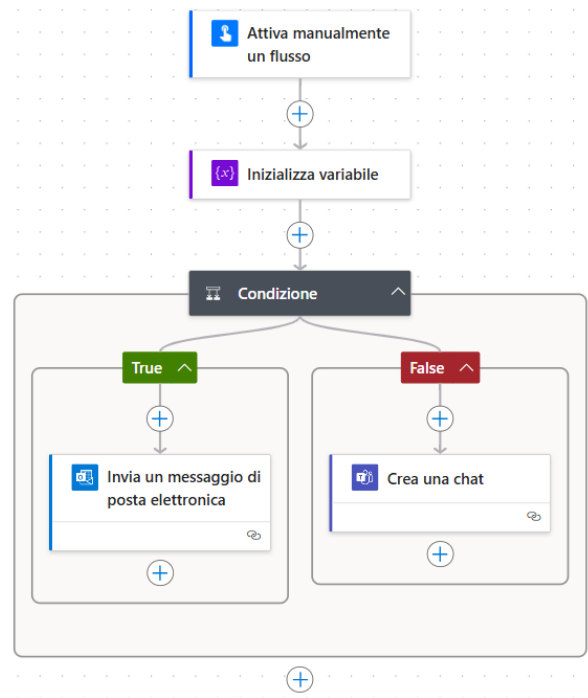 Attiva manualmente
un flusso
{x}
Inizializza variabile
Condizione
True
False
Invia un messaggio di
posta elettronica
Crea una chat